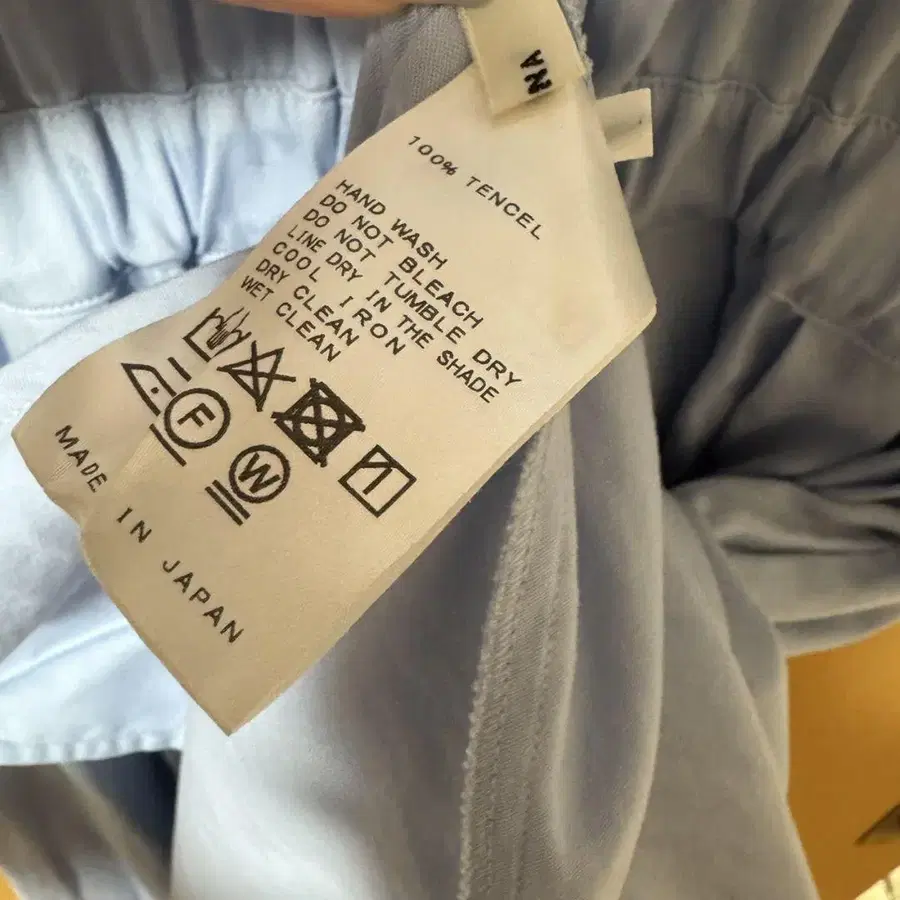 NA
100% TENCEL
HAND WASH
DO NOT BLEACH
DO NOT TUMBLE DRY
LINE DRY IN THE SHADE
COOL IRON
DRY CLEAN
WET CLEAN
F
W
MADE IN JAPAN